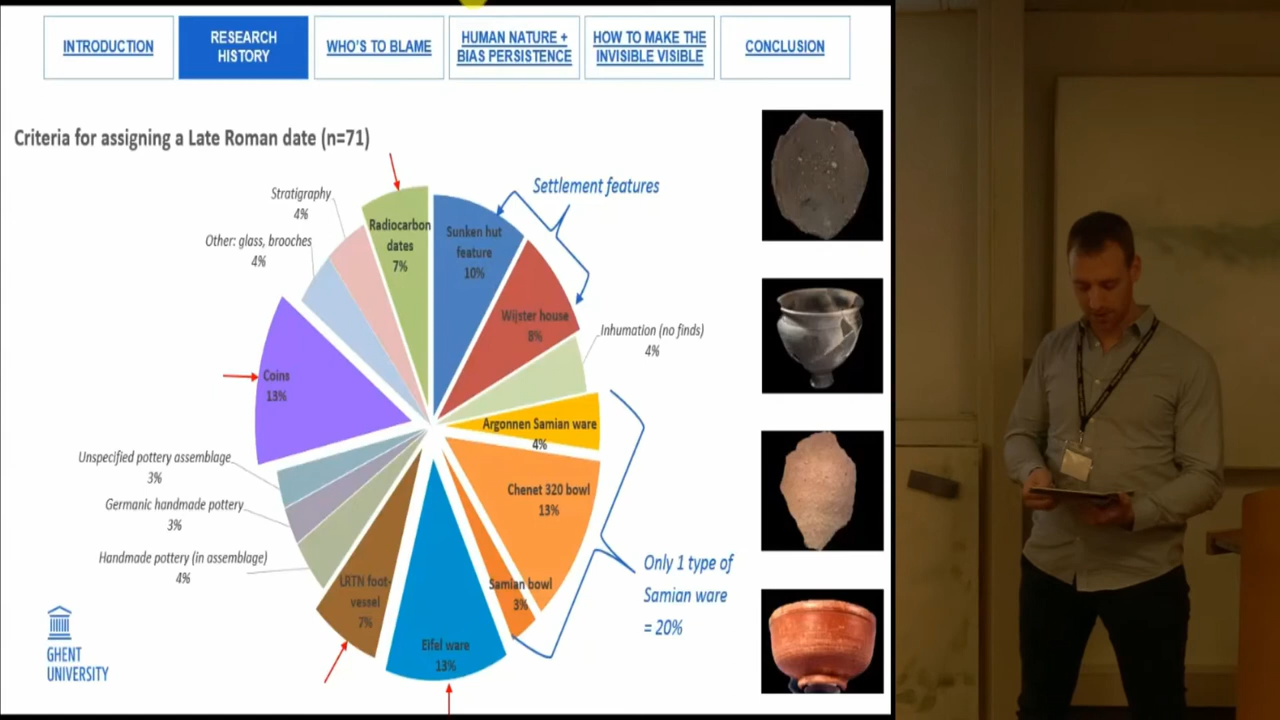 INTRODUCTION
RESEARCH
HISTORY
WHO'S TO BLAME
HUMAN NATURE +
BIAS PERSISTENCE
HOW TO MAKE THE
INVISIBLE VISIBLE
CONCLUSION
Criteria for assigning a Late Roman date (n=71)
Settlement features
Stratigraphy
4%
Other: glass, brooches
4%
Radiocarbon
dates
7%
Sunken hut
feature
10%
Wijster house
8%
Inhumation (no finds)
4%
Argonnen Samian ware
4%
Chenet 320 bowl
13%
Samian bowl
3%
Only 1 type of
Samian ware
= 20%
Eifel ware
13%
LRTN foot-
vessel
7%
Handmade pottery (in assemblage)
4%
Germanic handmade pottery
3%
Unspecified pottery assemblage
3%
Coins
13%
GHENT
UNIVERSITY